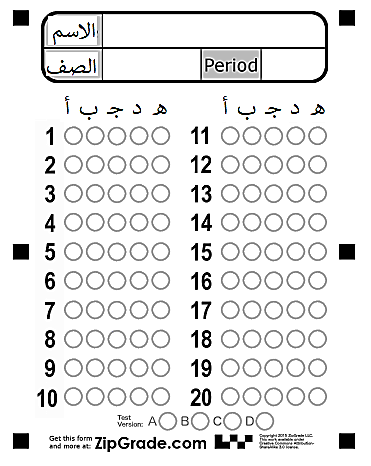 الاسم
الصف Period
أ ب ج د ه أ ب ج د ه
1 11
2 12
3 13
4 14
5 15
6 16
7 17
8 18
9 19
10 20
Test Version: A B C D
Get this form and more at: ZipGrade.com
Copyright 2015 ZipGrade LLC.
This work available under
Creative Commons Attribution-
ShareAlike 3.0 license.